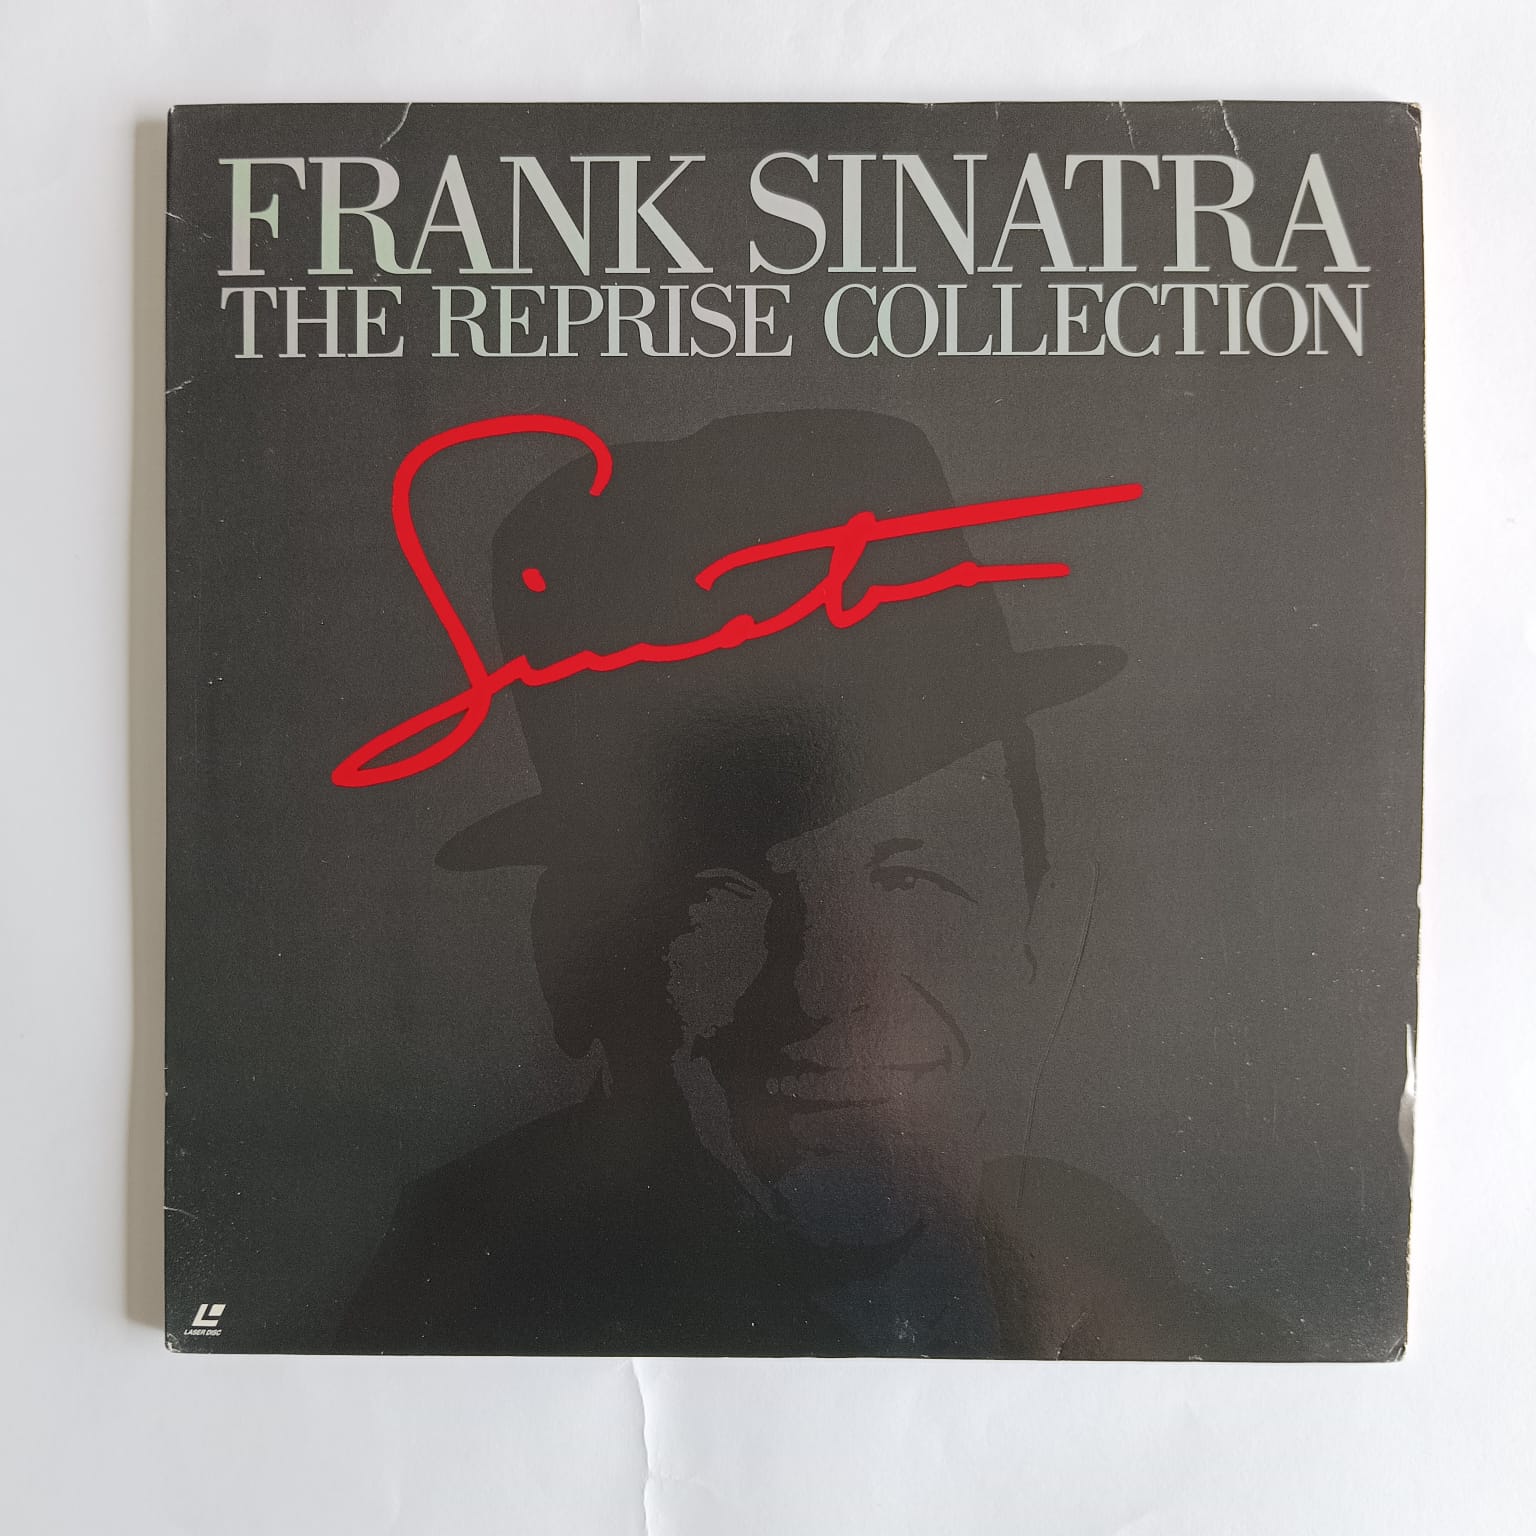 FRANK SINATRA
THE REPRISE COLLECTION
Sinatra
LASER DISC